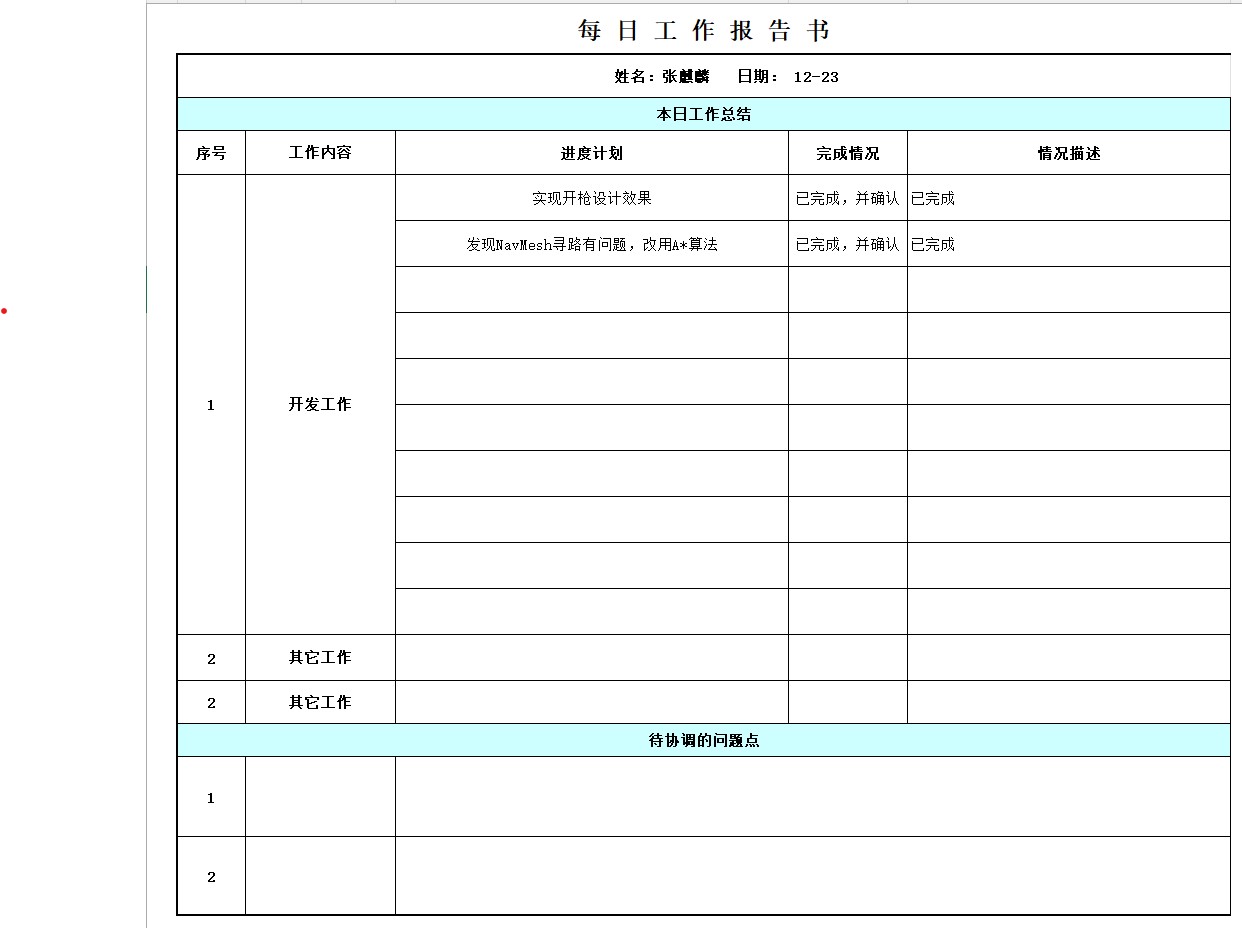 每日工作报告书
姓名：张麒麟 日期： 12-23
本日工作总结
序号 工作内容 进度计划 完成情况 情况描述
1 开发工作 实现开枪设计效果 已完成，并确认 已完成
发现NavMesh寻路有问题，改用A*算法 已完成，并确认 已完成
2 其它工作
2 其它工作
待协调的问题点
1
2